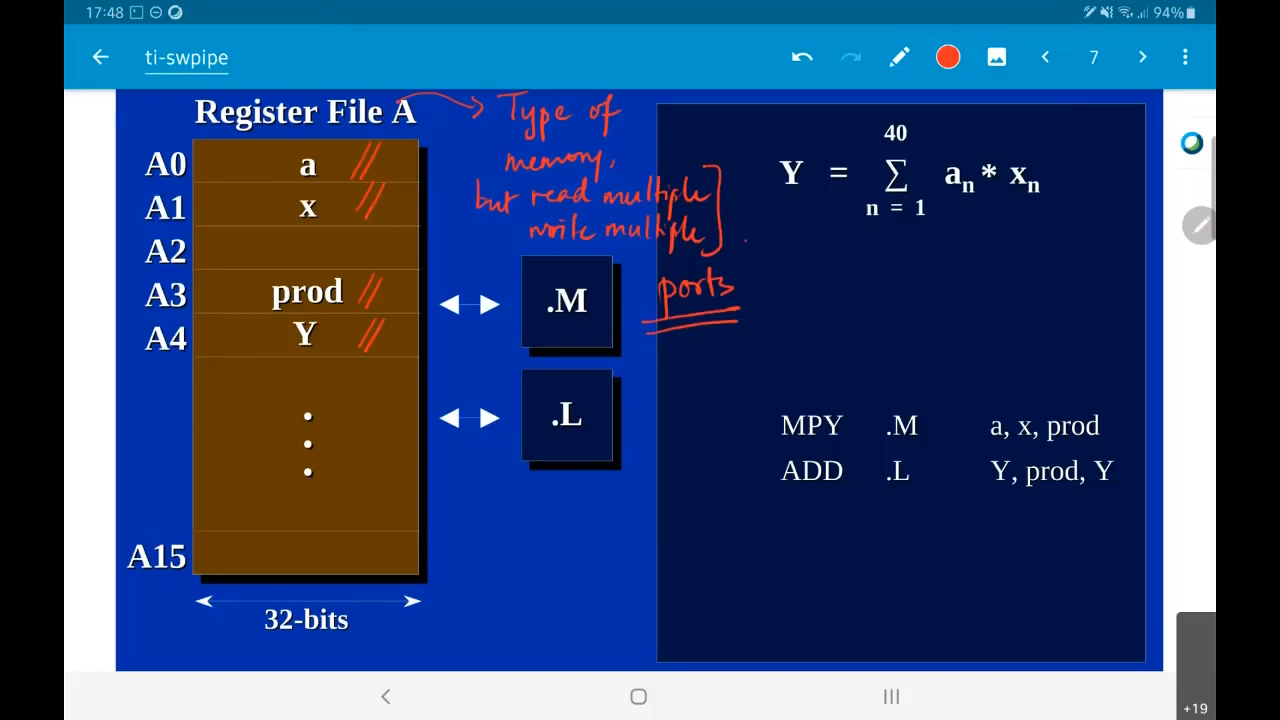 17:48
94%
ti-swpipe
7
Register File A
Type of
memory,
but read multiple
write multiple
ports
A0 a
A1 x
A2
A3 prod
A4 Y
A15
32-bits
.M
.L
40
Y = ∑ aₙ * xₙ
n = 1
MPY .M a, x, prod
ADD .L Y, prod, Y
+19